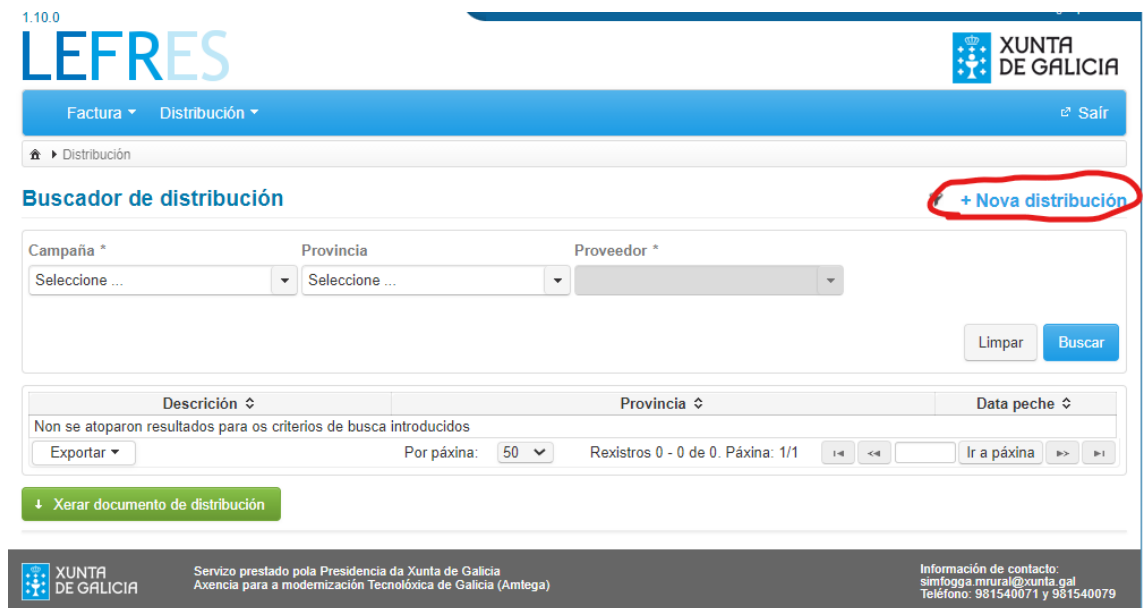 1.10.0
LEFRES
XUNTA
DE GALICIA
Factura Distribución Saír
Distribución
Buscador de distribución
+ Nova distribución
Campaña * Provincia Proveedor *
Seleccione ... Seleccione ...
Limpar Buscar
Descrición Provincia Data peche
Non se atoparon resultados para os criterios de busca introducidos
Exportar Por páxina: 50 Rexistros 0 - 0 de 0. Páxina: 1/1 Ir a páxina
Xerar documento de distribución
XUNTA
DE GALICIA
Servizo prestado pola Presidencia da Xunta de Galicia
Axencia para a modernización Tecnolóxica de Galicia (Amtega)
Información de contacto:
simfogga.mrural@xunta.gal
Teléfono: 981540071 y 981540079